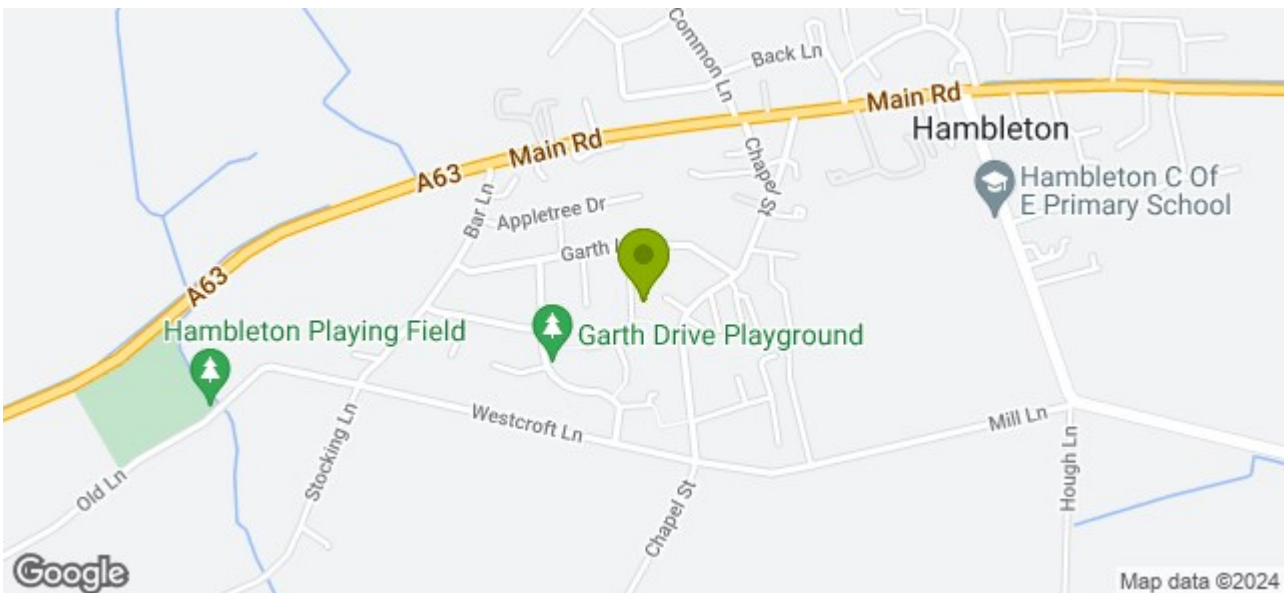 Common Ln
Back Ln
Main Rd
Hambleton
Main Rd
A63
Chapel St
Hambleton C Of
E Primary School
Bar Ln
Appletree Dr
Garth
A63
Hambleton Playing Field
Garth Drive Playground
Westcroft Ln
Mill Ln
Stocking Ln
Old Ln
Hough Ln
Chapel St
Google
Map data ©2024